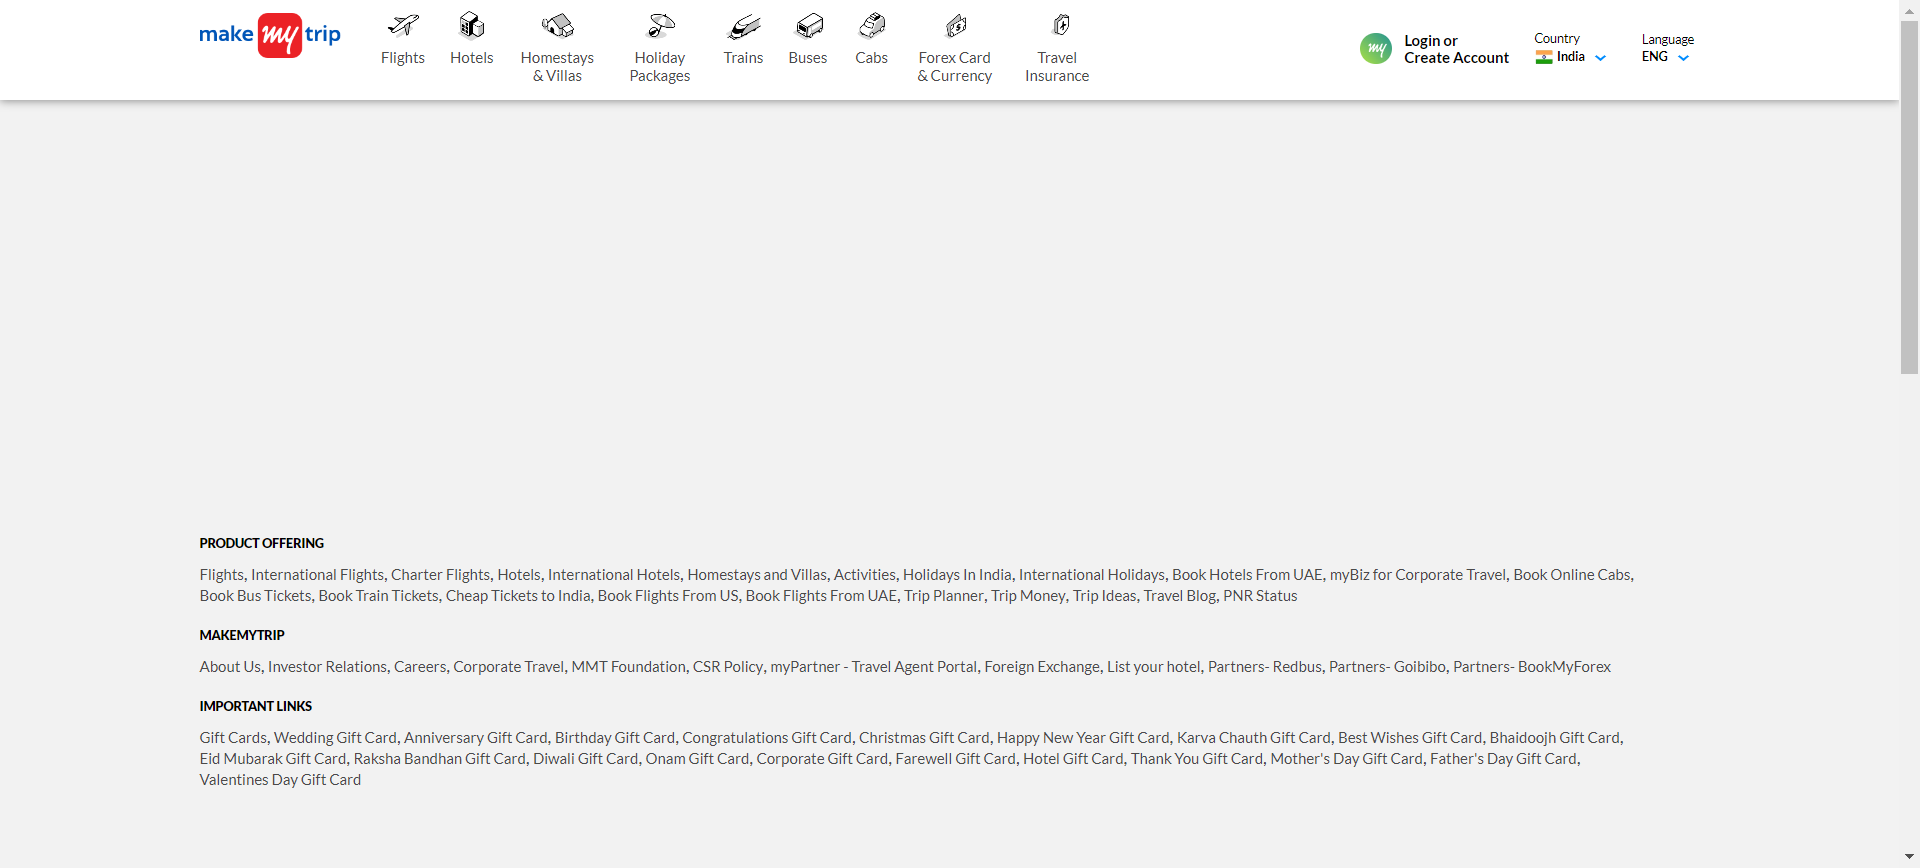 make my trip
Flights
Hotels
Homestays
& Villas
Holiday
Packages
Trains
Buses
Cabs
Forex Card
& Currency
Travel
Insurance
my
Login or
Create Account
Country
India
Language
ENG
PRODUCT OFFERING
Flights, International Flights, Charter Flights, Hotels, International Hotels, Homestays and Villas, Activities, Holidays In India, International Holidays, Book Hotels From UAE, myBiz for Corporate Travel, Book Online Cabs,
Book Bus Tickets, Book Train Tickets, Cheap Tickets to India, Book Flights From US, Book Flights From UAE, Trip Planner, Trip Money, Trip Ideas, Travel Blog, PNR Status
MAKEMYTRIP
About Us, Investor Relations, Careers, Corporate Travel, MMT Foundation, CSR Policy, myPartner - Travel Agent Portal, Foreign Exchange, List your hotel, Partners- Redbus, Partners- Goibibo, Partners- BookMyForex
IMPORTANT LINKS
Gift Cards, Wedding Gift Card, Anniversary Gift Card, Birthday Gift Card, Congratulations Gift Card, Christmas Gift Card, Happy New Year Gift Card, Karva Chauth Gift Card, Best Wishes Gift Card, Bhaidoojh Gift Card,
Eid Mubarak Gift Card, Raksha Bandhan Gift Card, Diwali Gift Card, Onam Gift Card, Corporate Gift Card, Farewell Gift Card, Hotel Gift Card, Thank You Gift Card, Mother's Day Gift Card, Father's Day Gift Card,
Valentines Day Gift Card